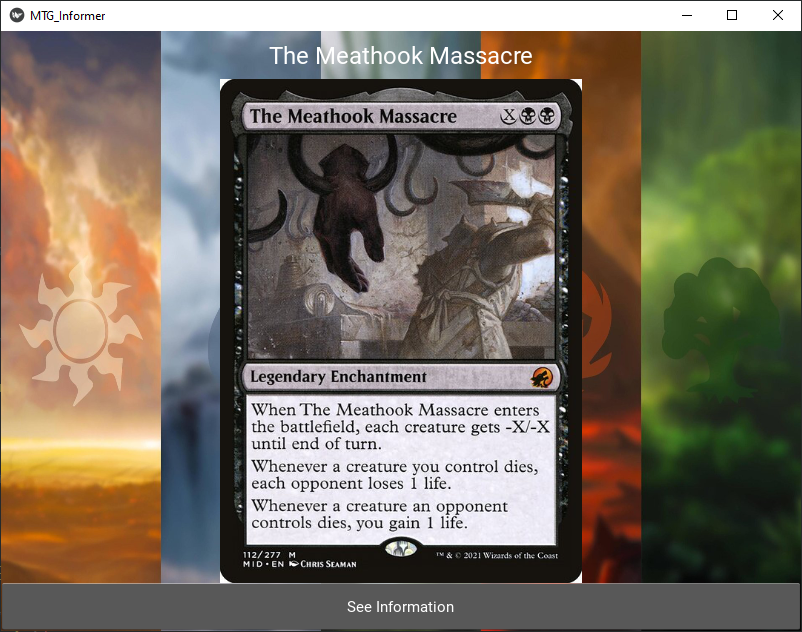 MTG_Informer
The Meathook Massacre
The Meathook Massacre X
Legendary Enchantment
When The Meathook Massacre enters
the battlefield, each creature gets -X/-X
until end of turn.
Whenever a creature you control dies,
each opponent loses 1 life.
Whenever a creature an opponent
controls dies, you gain 1 life.
112/277 M
MID • EN Chris Seaman
™ & © 2021 Wizards of the Coast
See Information